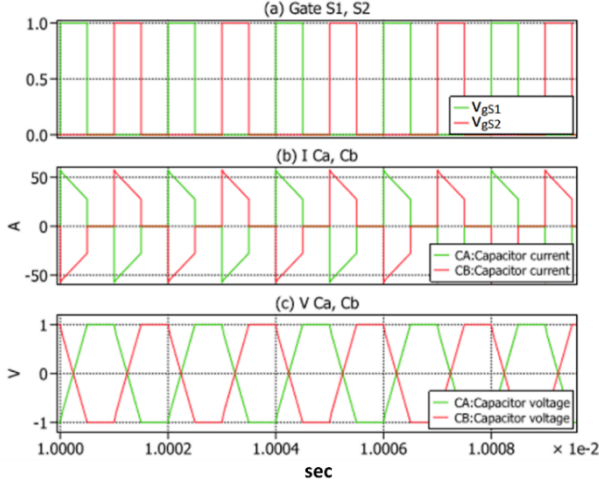 (a) Gate S1, S2
1.0
0.5
0.0
VgS1
VgS2
(b) I Ca, Cb
50
0
-50
A
CA:Capacitor current
CB:Capacitor current
(c) V Ca, Cb
1
0
-1
V
CA:Capacitor voltage
CB:Capacitor voltage
1.0000 1.0002 1.0004 1.0006 1.0008 × 1e-2
sec